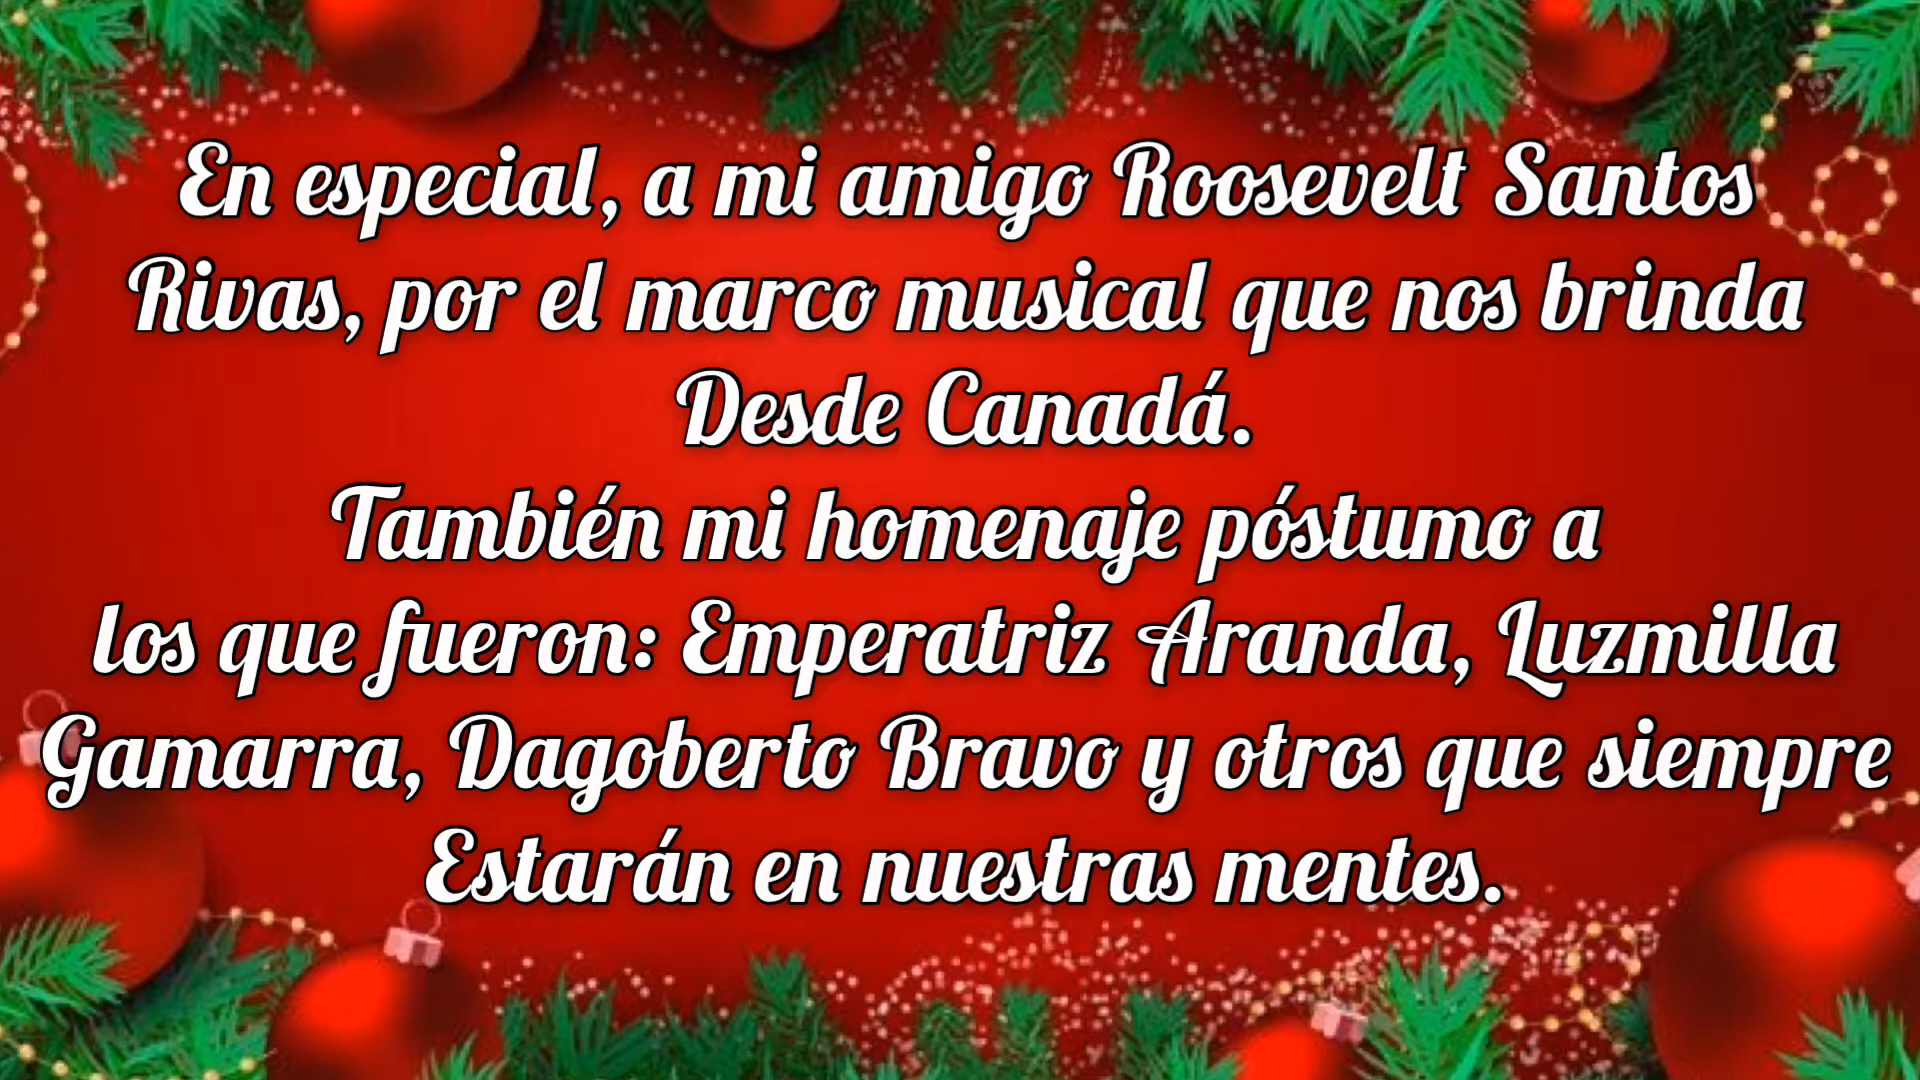 En especial, a mi amigo Roosevelt Santos
Rivas, por el marco musical que nos brinda
Desde Canadá.
También mi homenaje póstumo a
los que fueron: Emperatriz Aranda, Luzmilla
Gamarra, Dagoberto Bravo y otros que siempre
Estarán en nuestras mentes.